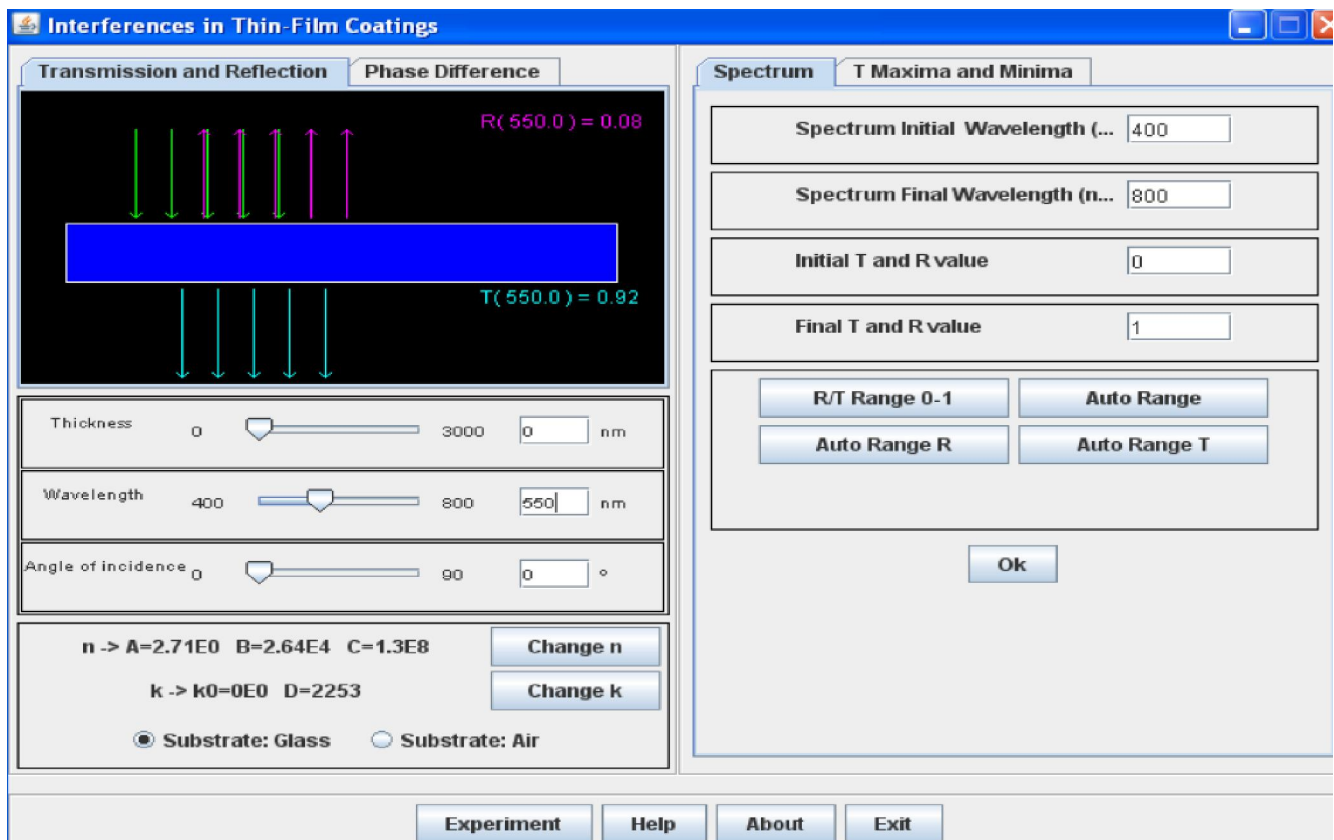 Interferences in Thin-Film Coatings
Transmission and Reflection
Phase Difference
R( 550.0 ) = 0.08
T( 550.0 ) = 0.92
Thickness
0
3000
0
nm
Wavelength
400
800
550
nm
Angle of incidence
0
90
0
°
n -> A=2.71E0 B=2.64E4 C=1.3E8
Change n
k -> k0=0E0 D=2253
Change k
Substrate: Glass
Substrate: Air
Spectrum
T Maxima and Minima
Spectrum Initial Wavelength (...
400
Spectrum Final Wavelength (n...
800
Initial T and R value
0
Final T and R value
1
R/T Range 0-1
Auto Range
Auto Range R
Auto Range T
Ok
Experiment
Help
About
Exit